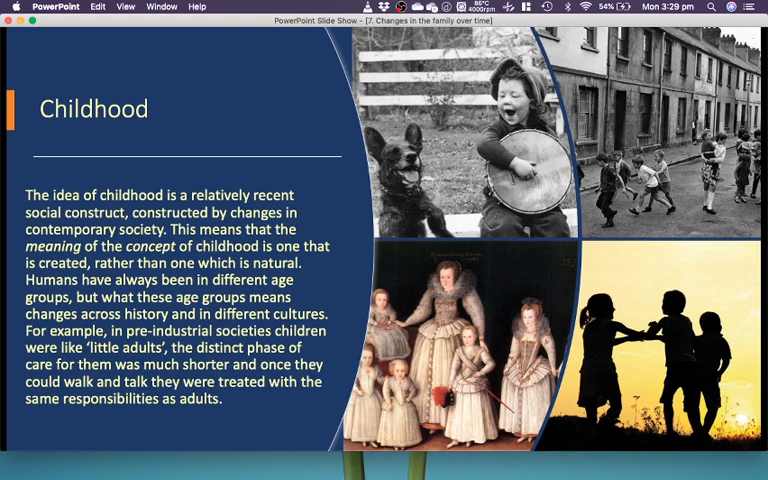 PowerPoint Edit View Window Help
86°C
4000rpm
54% Mon 3:29 pm
PowerPoint Slide Show - [7. Changes in the family over time]
Childhood
The idea of childhood is a relatively recent
social construct, constructed by changes in
contemporary society. This means that the
meaning of the concept of childhood is one that
is created, rather than one which is natural.
Humans have always been in different age
groups, but what these age groups means
changes across history and in different cultures.
For example, in pre-industrial societies children
were like ‘little adults’, the distinct phase of
care for them was much shorter and once they
could walk and talk they were treated with the
same responsibilities as adults.